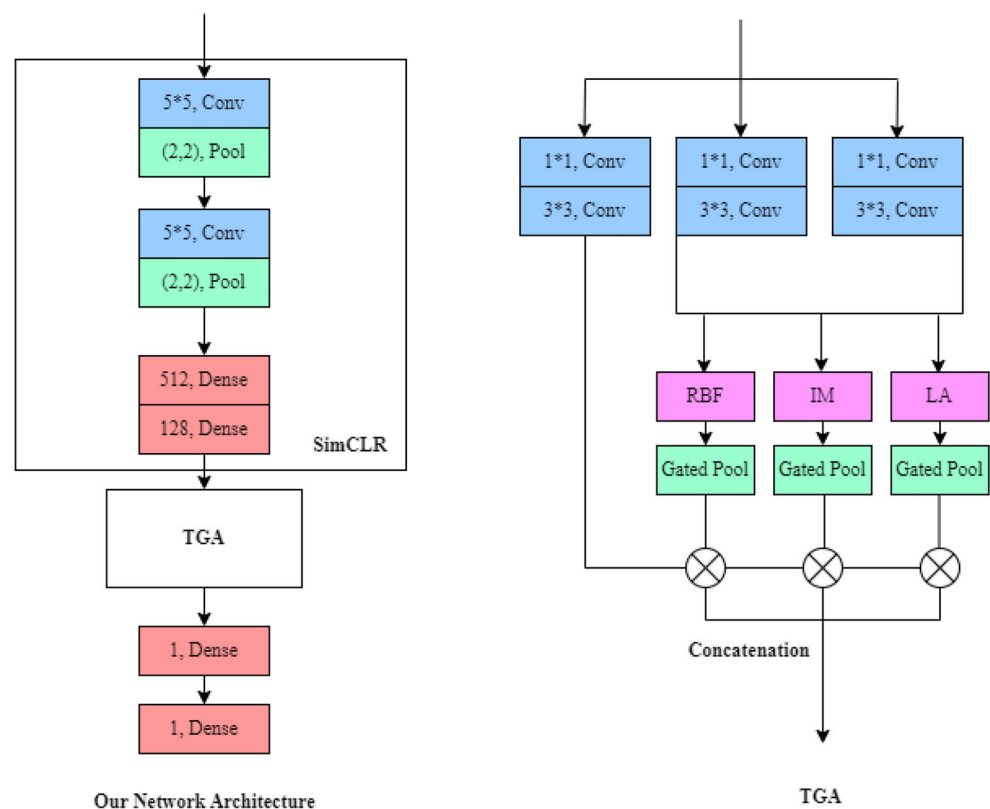 5*5, Conv
(2,2), Pool
5*5, Conv
(2,2), Pool
512, Dense
128, Dense
SimCLR
TGA
1, Dense
1, Dense
Our Network Architecture
1*1, Conv
3*3, Conv
1*1, Conv
3*3, Conv
1*1, Conv
3*3, Conv
RBF
IM
LA
Gated Pool
Gated Pool
Gated Pool
Concatenation
TGA